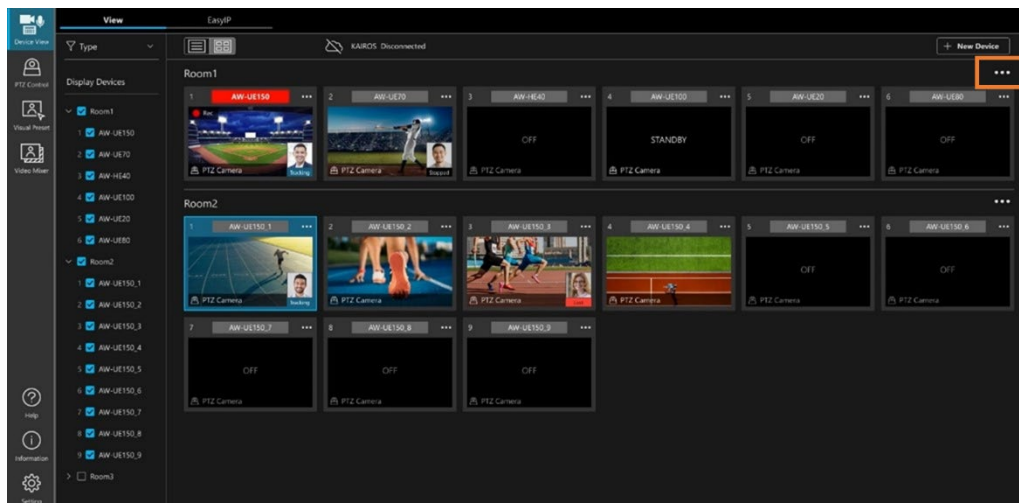 View
EasyIP
Device View
Type
KAIROS Disconnected
+ New Device
PTZ Control
Display Devices
Visual Preset
Video Mixer
Room1
1 AW-UE150
2 AW-UE70
3 AW-HE40
4 AW-UE100
5 AW-UE20
6 AW-UE80
Room2
1 AW-UE150_1
2 AW-UE150_2
3 AW-UE150_3
4 AW-UE150_4
5 AW-UE150_5
6 AW-UE150_6
7 AW-UE150_7
8 AW-UE150_8
9 AW-UE150_9
Room3
Help
Information
Settings
Room1
1 AW-UE150
Rec
PTZ Camera
Tracking
2 AW-UE70
PTZ Camera
Stopped
3 AW-HE40
OFF
PTZ Camera
4 AW-UE100
STANDBY
PTZ Camera
5 AW-UE20
OFF
PTZ Camera
6 AW-UE80
OFF
PTZ Camera
Room2
1 AW-UE150_1
PTZ Camera
Tracking
2 AW-UE150_2
PTZ Camera
3 AW-UE150_3
PTZ Camera
Lost
4 AW-UE150_4
PTZ Camera
5 AW-UE150_5
OFF
PTZ Camera
6 AW-UE150_6
OFF
PTZ Camera
7 AW-UE150_7
OFF
PTZ Camera
8 AW-UE150_8
OFF
PTZ Camera
9 AW-UE150_9
OFF
PTZ Camera